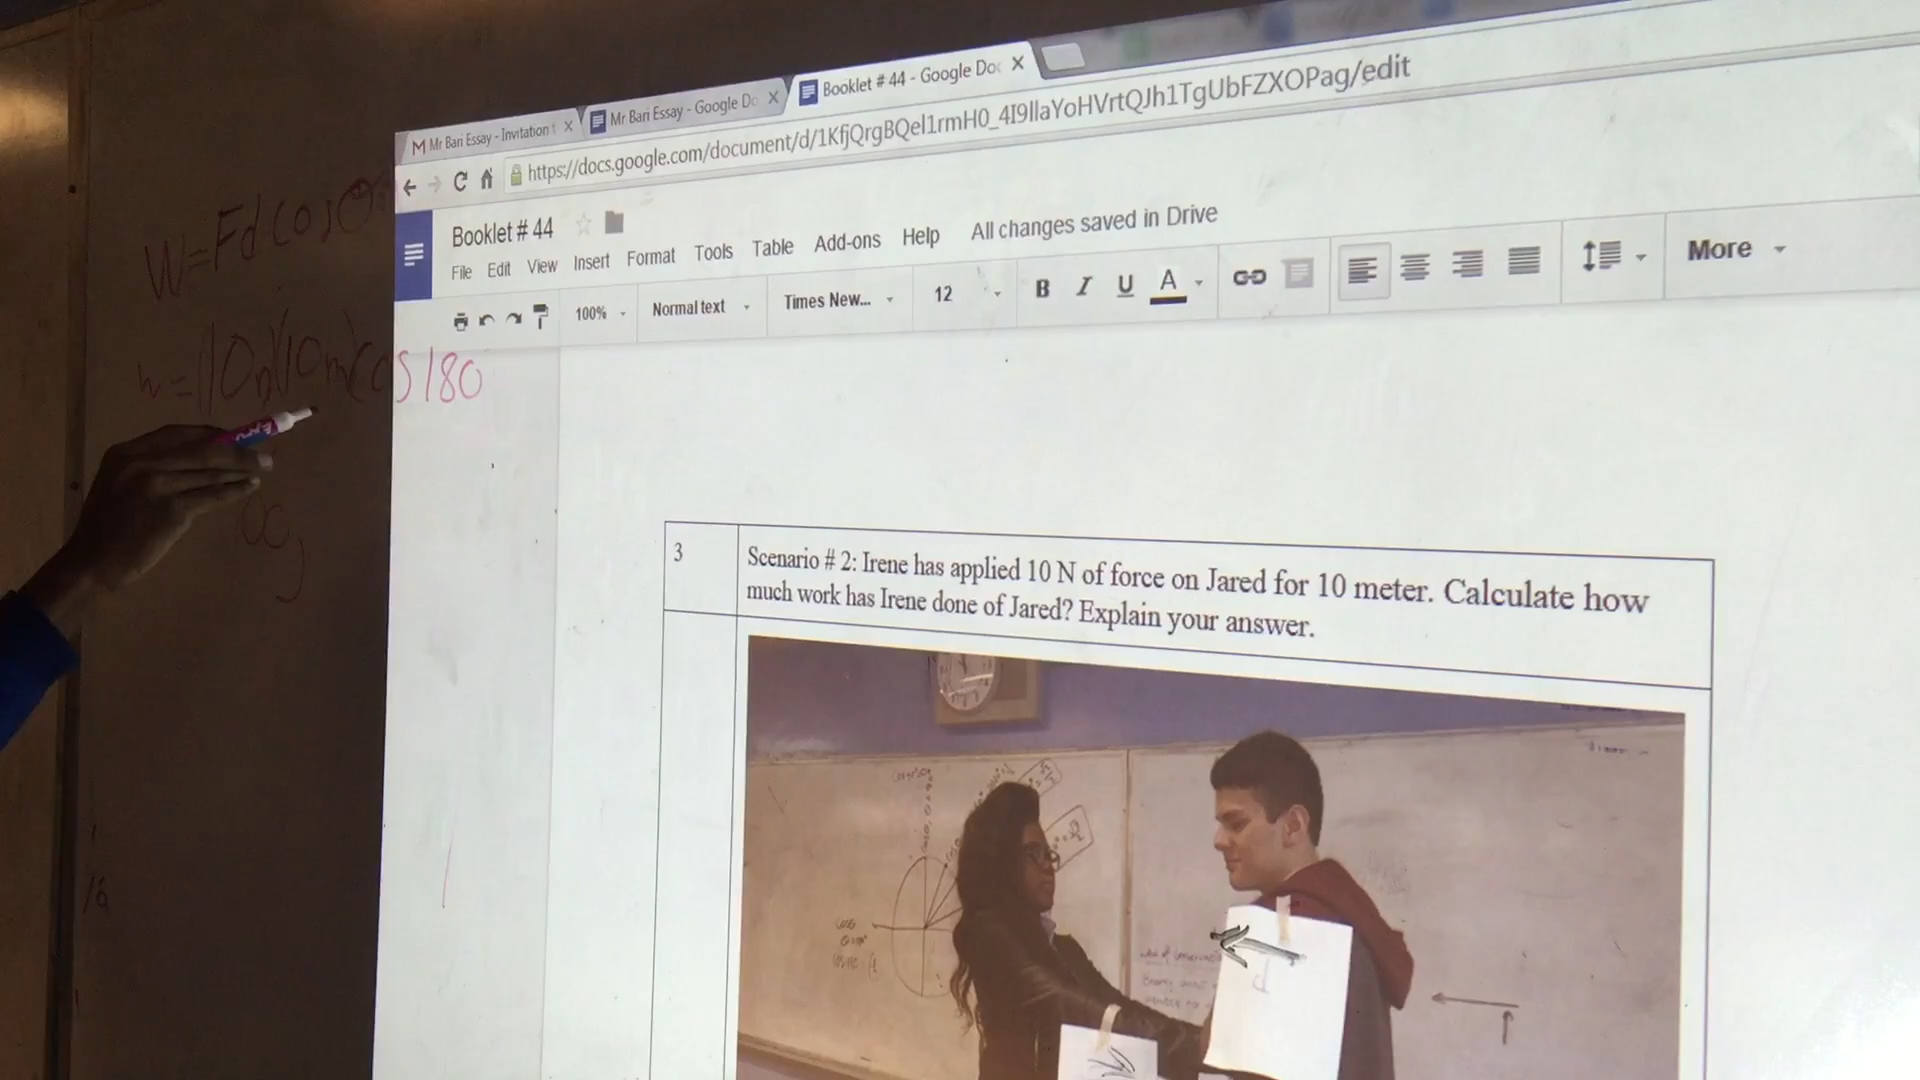 Mr Bari Essay - Invitation t
Mr Bari Essay - Google Do
Booklet # 44 - Google Doc
https://docs.google.com/document/d/1KfjQrgBQel1rmH0_4I9llaYoHVrtQJh1TgUbFZXOPag/edit
Booklet # 44
File Edit View Insert Format Tools Table Add-ons Help All changes saved in Drive
100% Normal text Times New... 12 B I U A More
W=Fd cosθ
w=(10n)(10m)cos180
3
Scenario # 2: Irene has applied 10 N of force on Jared for 10 meter. Calculate how
much work has Irene done of Jared? Explain your answer.